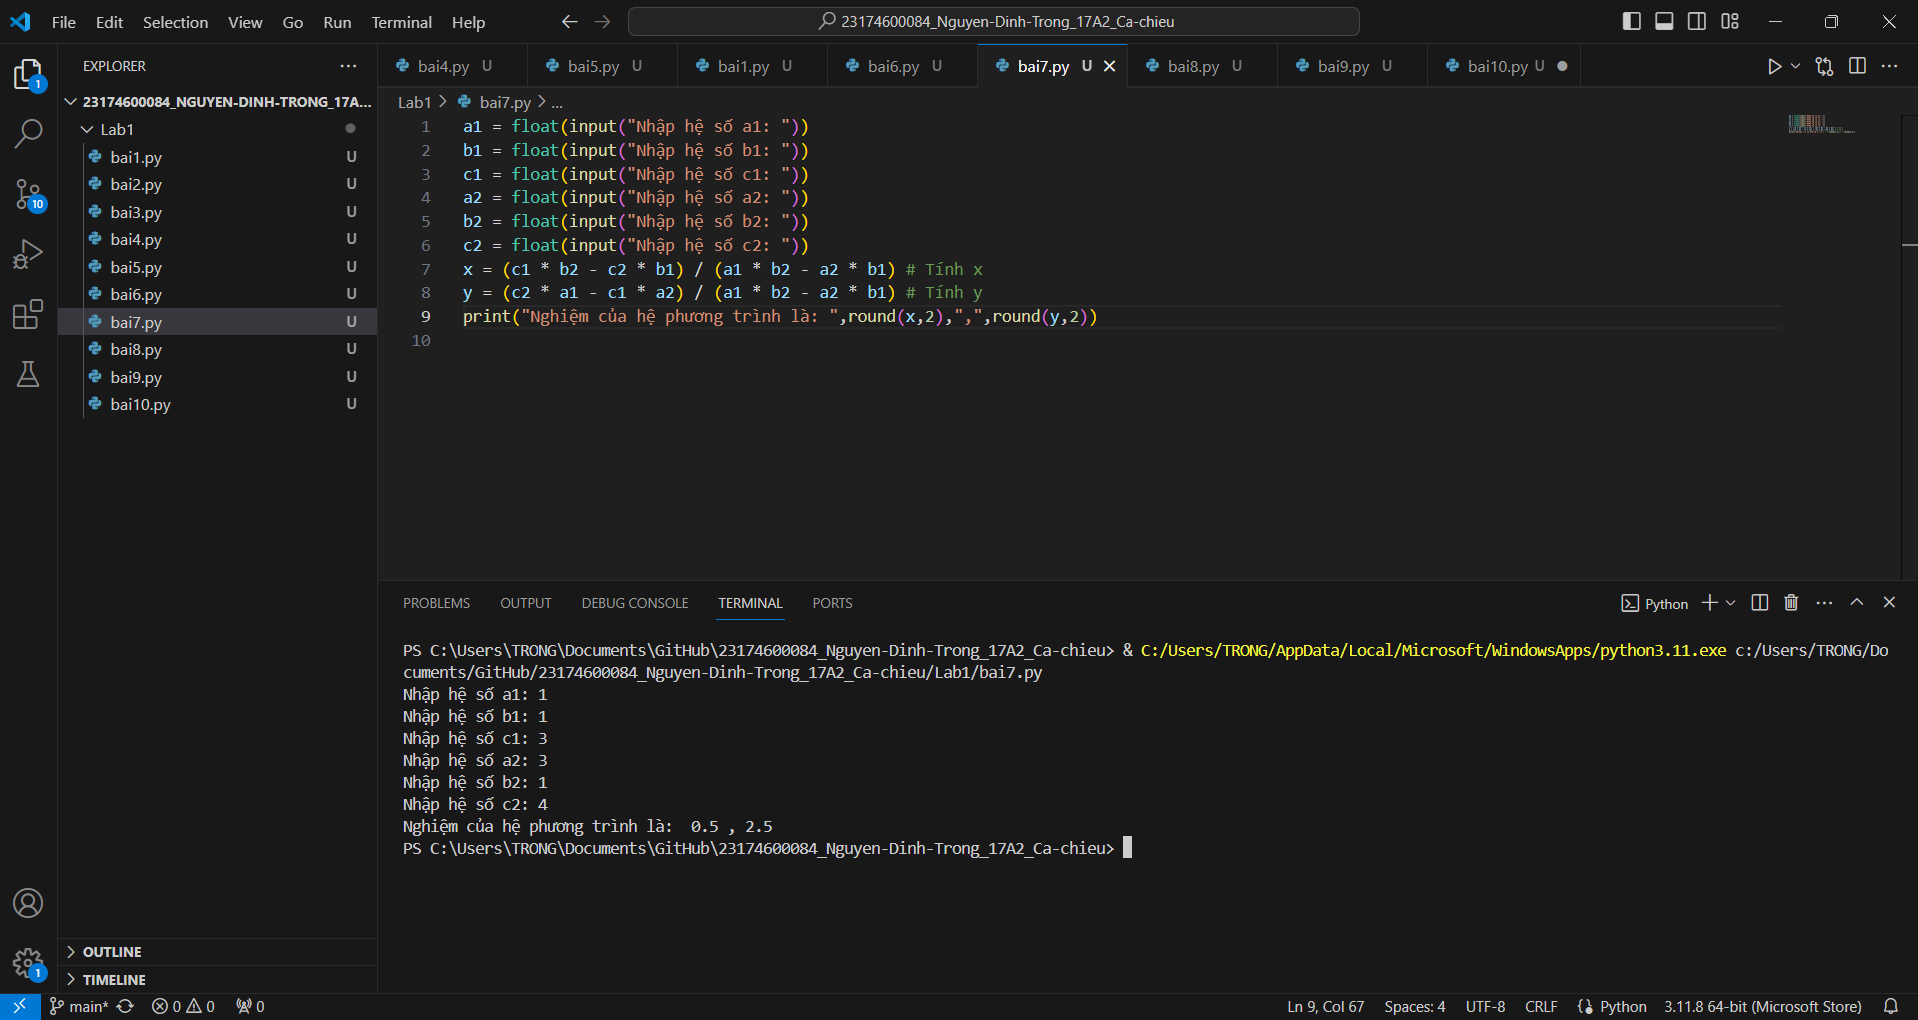 File Edit Selection View Go Run Terminal Help
23174600084_Nguyen-Dinh-Trong_17A2_Ca-chieu
EXPLORER
23174600084_NGUYEN-DINH-TRONG_17A...
Lab1
bai1.py U
bai2.py U
bai3.py U
bai4.py U
bai5.py U
bai6.py U
bai7.py U
bai8.py U
bai9.py U
bai10.py U
OUTLINE
TIMELINE
1
10
1
bai4.py U bai5.py U bai1.py U bai6.py U bai7.py U bai8.py U bai9.py U bai10.py U
Lab1 > bai7.py > ...
1 a1 = float(input("Nhập hệ số a1: "))
2 b1 = float(input("Nhập hệ số b1: "))
3 c1 = float(input("Nhập hệ số c1: "))
4 a2 = float(input("Nhập hệ số a2: "))
5 b2 = float(input("Nhập hệ số b2: "))
6 c2 = float(input("Nhập hệ số c2: "))
7 x = (c1 * b2 - c2 * b1) / (a1 * b2 - a2 * b1) # Tính x
8 y = (c2 * a1 - c1 * a2) / (a1 * b2 - a2 * b1) # Tính y
9 print("Nghiệm của hệ phương trình là: ",round(x,2),",",round(y,2))
10
PROBLEMS OUTPUT DEBUG CONSOLE TERMINAL PORTS
Python
PS C:\Users\TRONG\Documents\GitHub\23174600084_Nguyen-Dinh-Trong_17A2_Ca-chieu> & C:/Users/TRONG/AppData/Local/Microsoft/WindowsApps/python3.11.exe c:/Users/TRONG/Do
cuments/GitHub/23174600084_Nguyen-Dinh-Trong_17A2_Ca-chieu/Lab1/bai7.py
Nhập hệ số a1: 1
Nhập hệ số b1: 1
Nhập hệ số c1: 3
Nhập hệ số a2: 3
Nhập hệ số b2: 1
Nhập hệ số c2: 4
Nghiệm của hệ phương trình là:  0.5 , 2.5
PS C:\Users\TRONG\Documents\GitHub\23174600084_Nguyen-Dinh-Trong_17A2_Ca-chieu>
main* 0 0 0
Ln 9, Col 67 Spaces: 4 UTF-8 CRLF Python 3.11.8 64-bit (Microsoft Store)